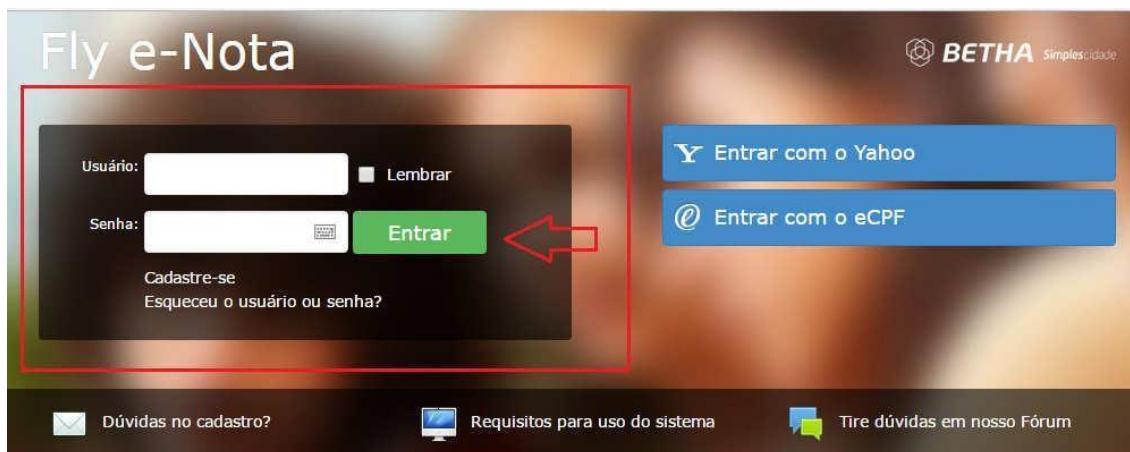 Fly e-Nota
BETHA Simplescidade
Usuário:
Lembrar
Senha:
Entrar
Cadastre-se
Esqueceu o usuário ou senha?
Entrar com o Yahoo
Entrar com o eCPF
Dúvidas no cadastro?
Requisitos para uso do sistema
Tire dúvidas em nosso Fórum